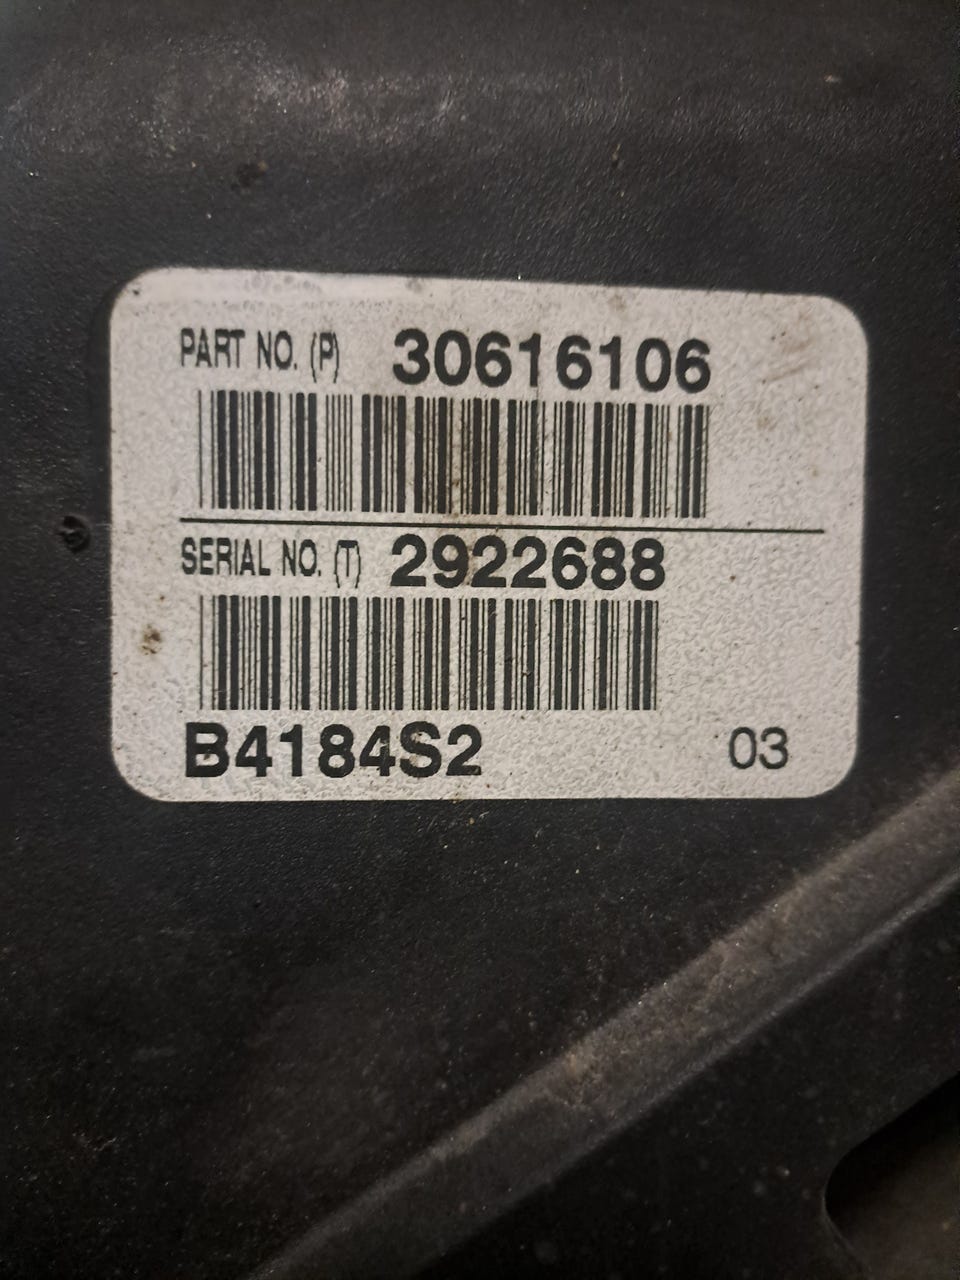 PART NO. (P) 30616106
SERIAL NO. (T) 2922688
B4184S2 03